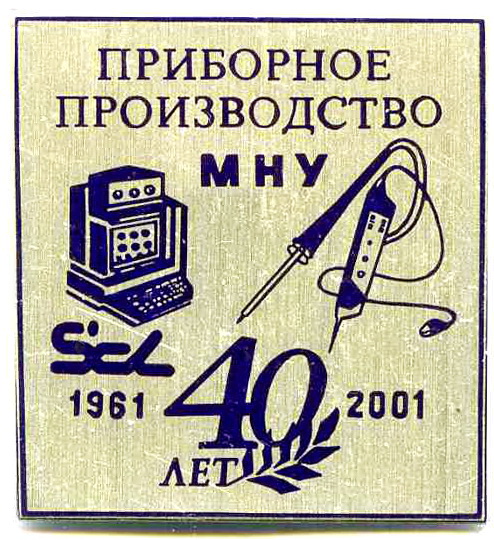 ПРИБОРНОЕ
ПРОИЗВОДСТВО
МНУ
1961 40 2001
ЛЕТ